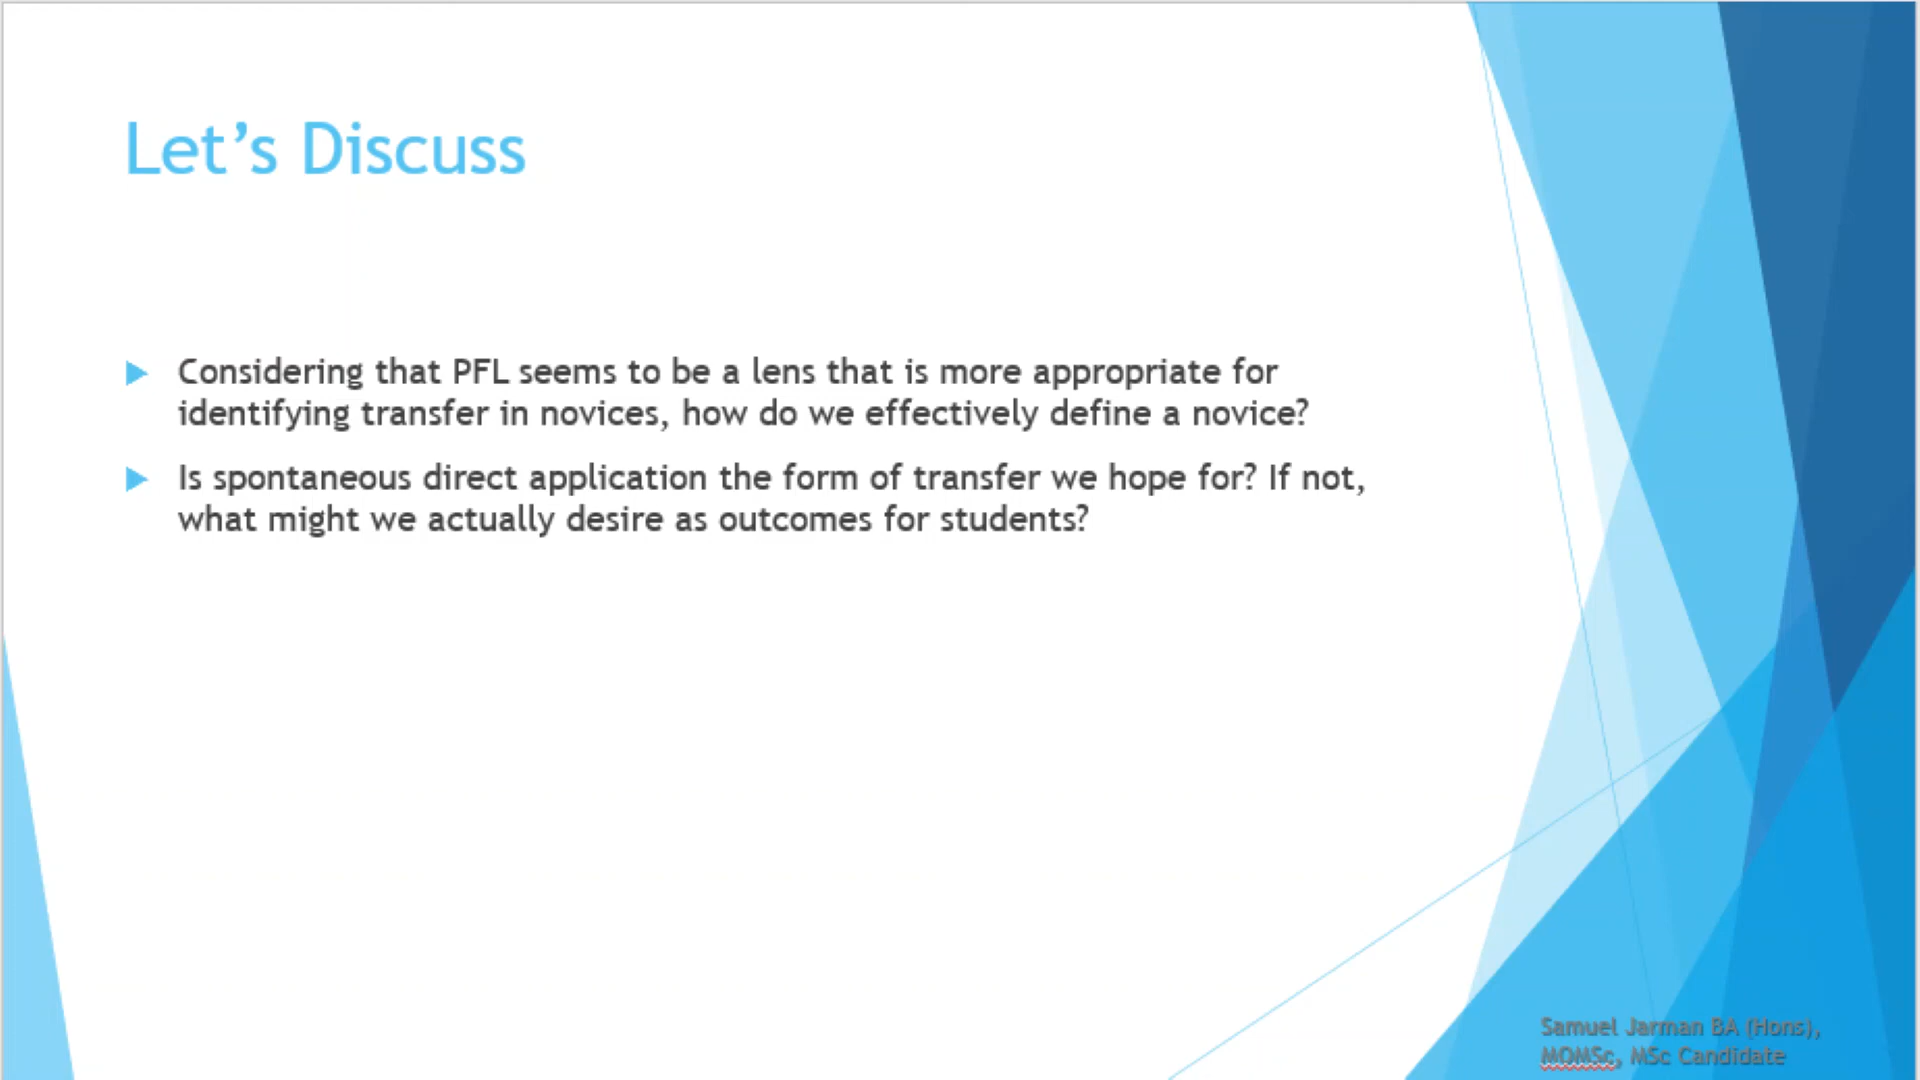 Let’s Discuss
Considering that PFL seems to be a lens that is more appropriate for
identifying transfer in novices, how do we effectively define a novice?
Is spontaneous direct application the form of transfer we hope for? If not,
what might we actually desire as outcomes for students?
Samuel Jarman BA (Hons),
MOMSc, MSc Candidate